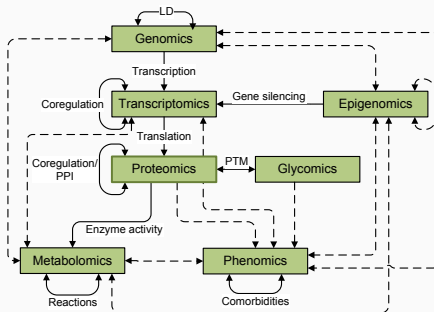 LD
Genomics
Transcription
Coregulation
Transcriptomics
Gene silencing
Epigenomics
Translation
Coregulation/
PPI
Proteomics
PTM
Glycomics
Enzyme activity
Metabolomics
Phenomics
Reactions
Comorbidities